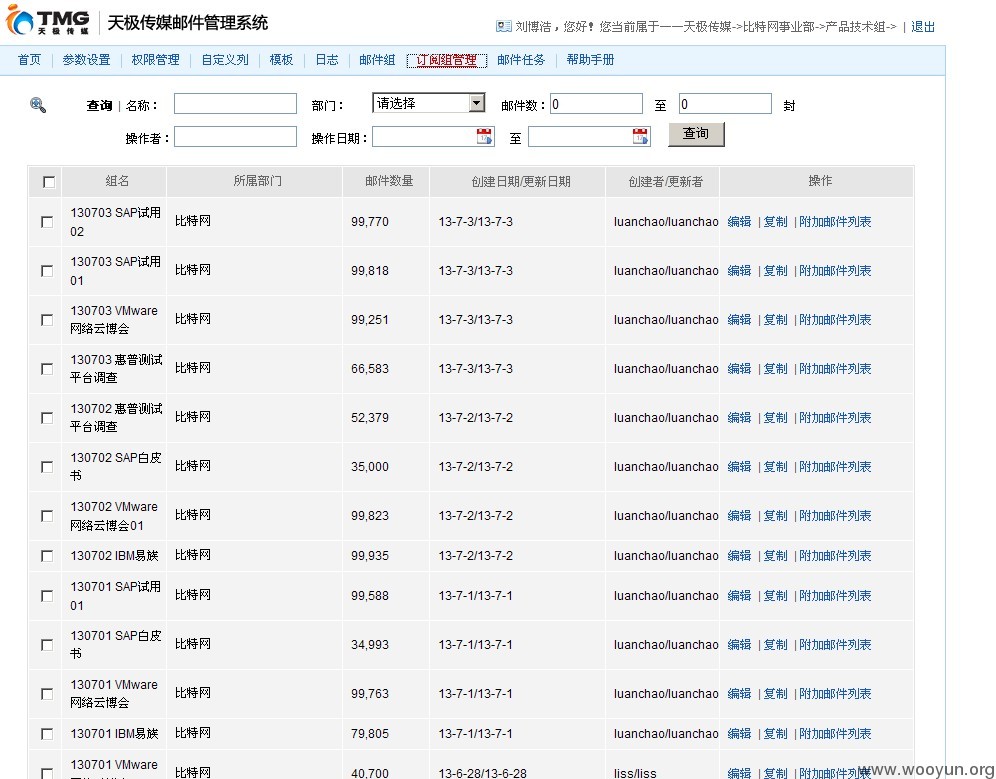 TMG 天极传媒 天极传媒邮件管理系统
刘博浩，您好！您当前属于——天极传媒->比特网事业部->产品技术组-> | 退出
首页 参数设置 权限管理 自定义列 模板 日志 邮件组 订阅组管理 邮件任务 帮助手册
查询 | 名称： 部门： 请选择 邮件数： 0 至 0 封
操作者： 操作日期： 至 查询
组名 所属部门 邮件数量 创建日期/更新日期 创建者/更新者 操作
130703 SAP试用
02 比特网 99,770 13-7-3/13-7-3 luanchao/luanchao 编辑 | 复制 | 附加邮件列表
130703 SAP试用
01 比特网 99,818 13-7-3/13-7-3 luanchao/luanchao 编辑 | 复制 | 附加邮件列表
130703 VMware
网络云博会 比特网 99,251 13-7-3/13-7-3 luanchao/luanchao 编辑 | 复制 | 附加邮件列表
130703 惠普测试
平台调查 比特网 66,583 13-7-3/13-7-3 luanchao/luanchao 编辑 | 复制 | 附加邮件列表
130702 惠普测试
平台调查 比特网 52,379 13-7-2/13-7-2 luanchao/luanchao 编辑 | 复制 | 附加邮件列表
130702 SAP白皮
书 比特网 35,000 13-7-2/13-7-2 luanchao/luanchao 编辑 | 复制 | 附加邮件列表
130702 VMware
网络云博会01 比特网 99,823 13-7-2/13-7-2 luanchao/luanchao 编辑 | 复制 | 附加邮件列表
130702 IBM易族 比特网 99,935 13-7-2/13-7-2 luanchao/luanchao 编辑 | 复制 | 附加邮件列表
130701 SAP试用
01 比特网 99,588 13-7-1/13-7-1 luanchao/luanchao 编辑 | 复制 | 附加邮件列表
130701 SAP白皮
书 比特网 34,993 13-7-1/13-7-1 luanchao/luanchao 编辑 | 复制 | 附加邮件列表
130701 VMware
网络云博会 比特网 99,763 13-7-1/13-7-1 luanchao/luanchao 编辑 | 复制 | 附加邮件列表
130701 IBM易族 比特网 79,805 13-7-1/13-7-1 luanchao/luanchao 编辑 | 复制 | 附加邮件列表
130701 VMware
比特网 40,700 13-6-28/13-6-28 liss/liss 编辑 | 复制 | 附加邮件列表
www.wooyun.org